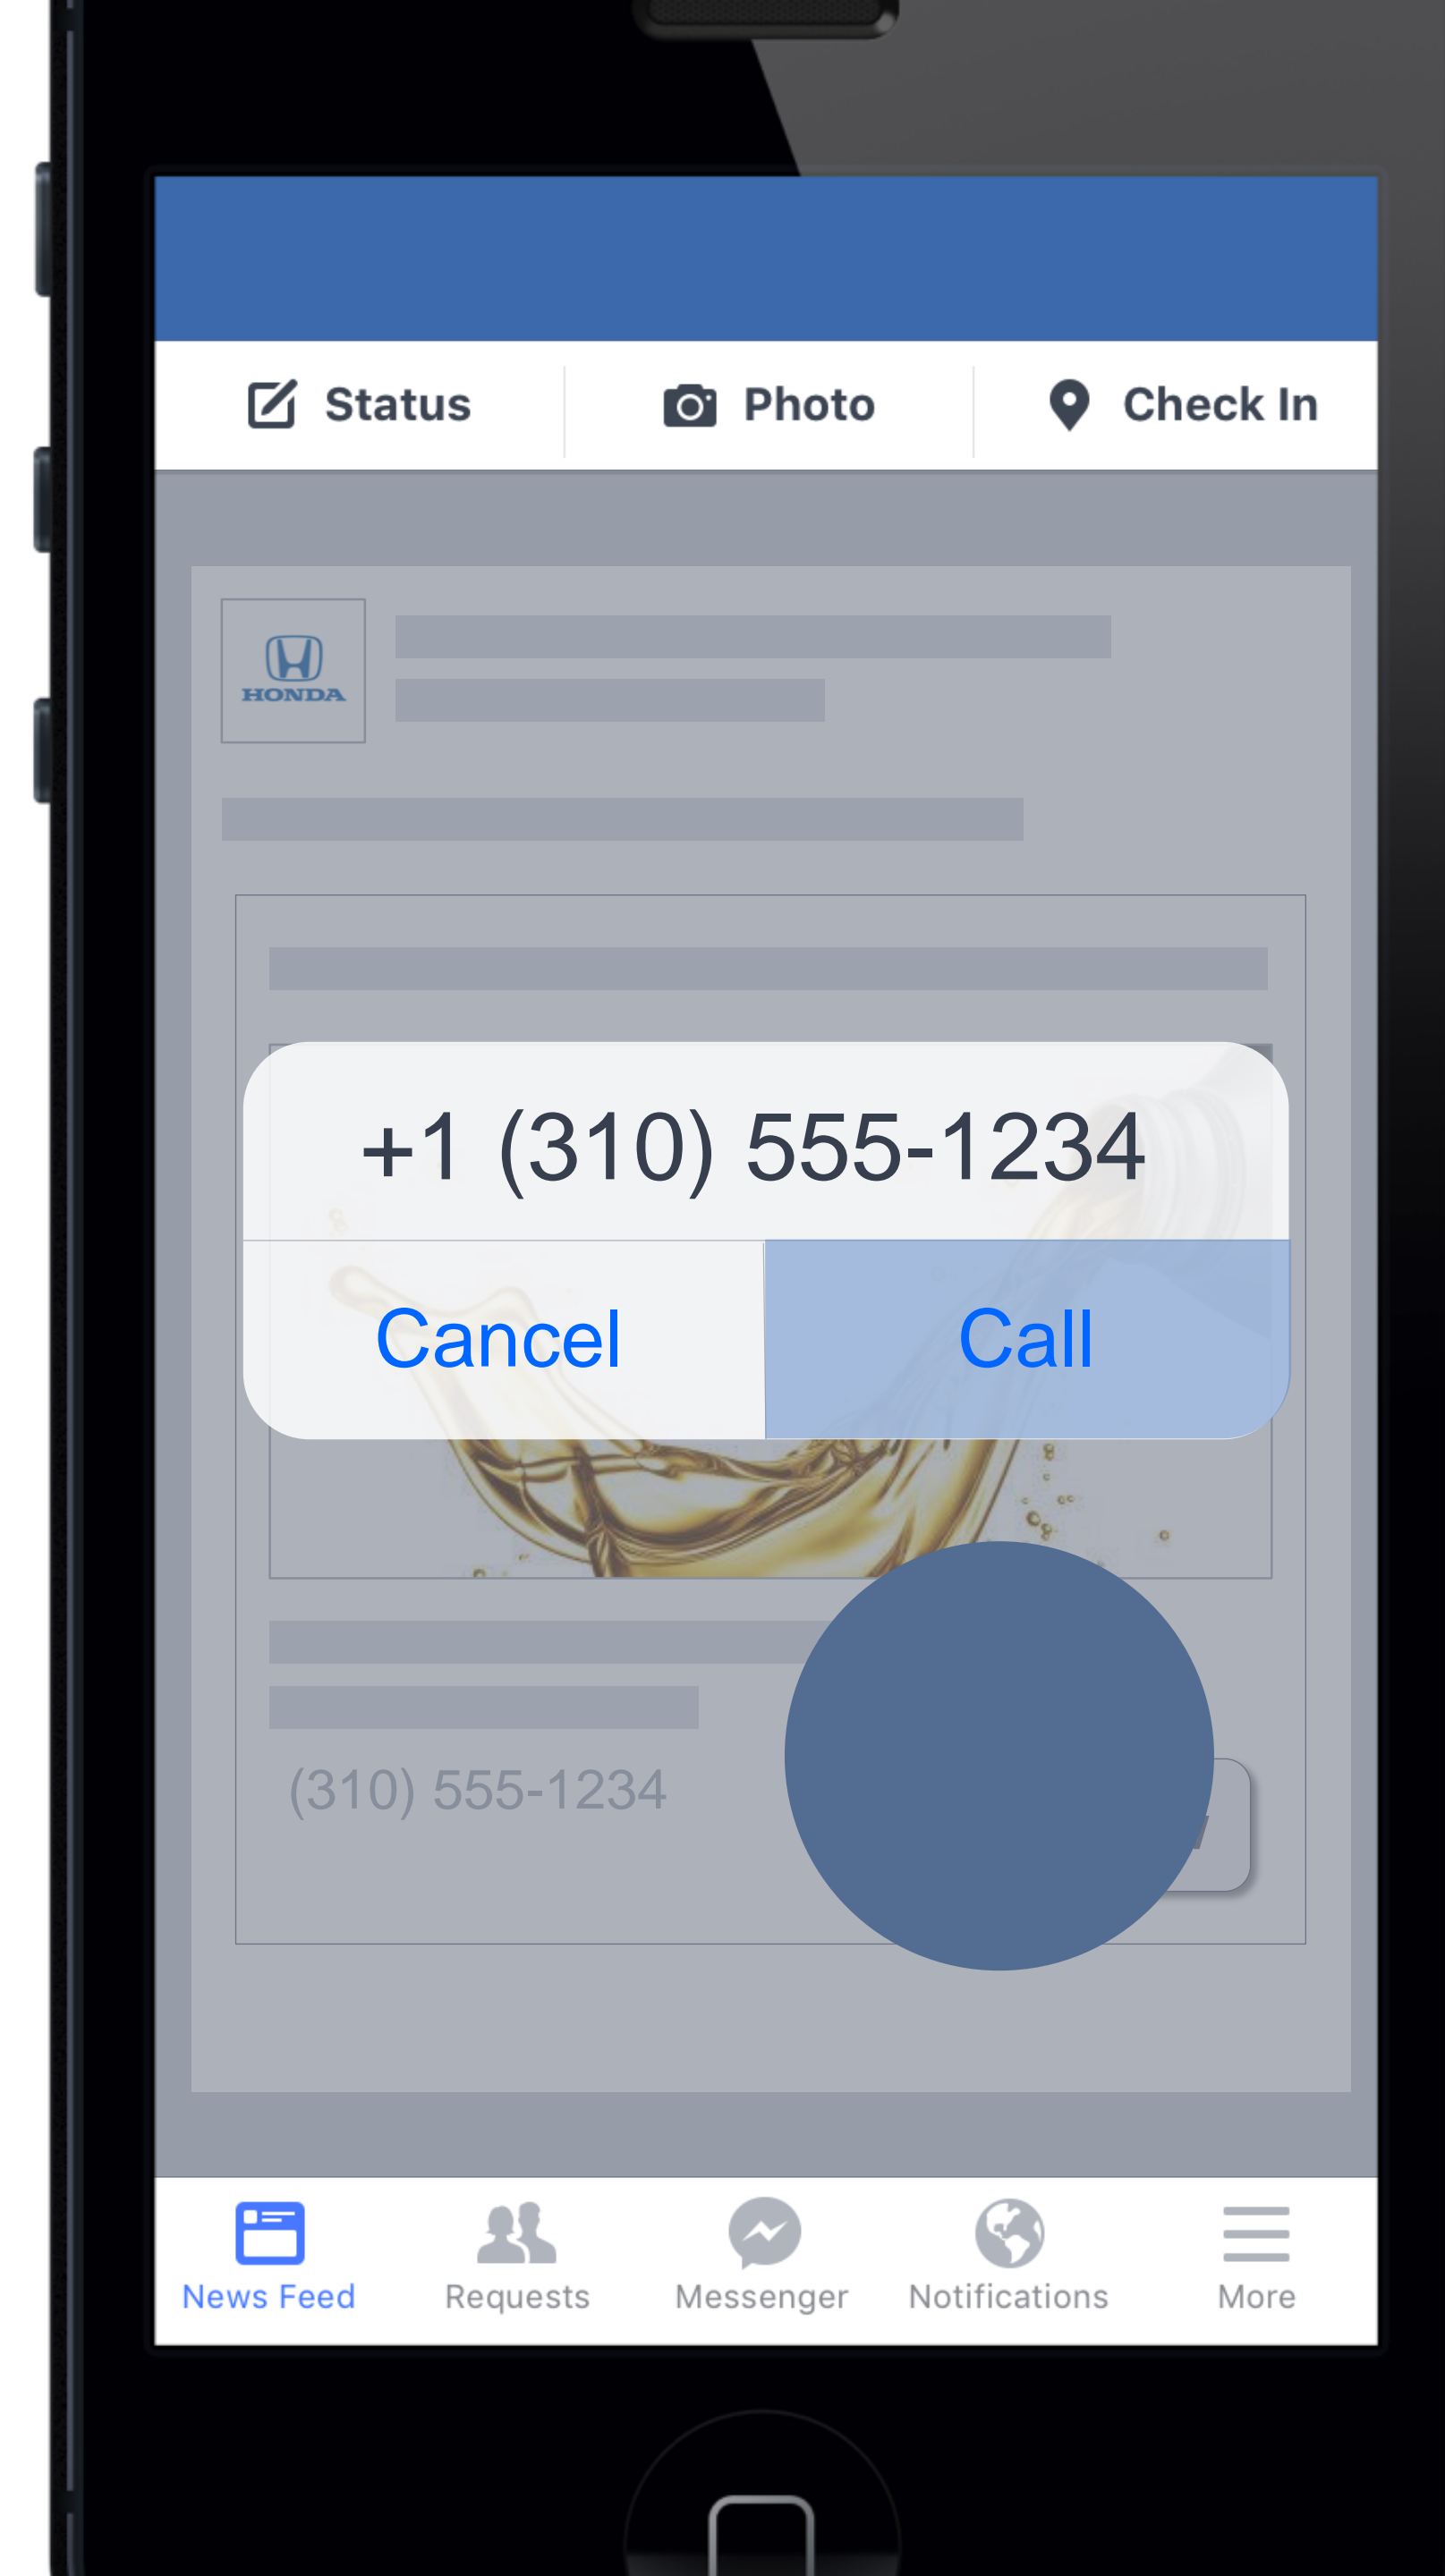 Status Photo Check In
HONDA
+1 (310) 555-1234
Cancel Call
(310) 555-1234
News Feed Requests Messenger Notifications More